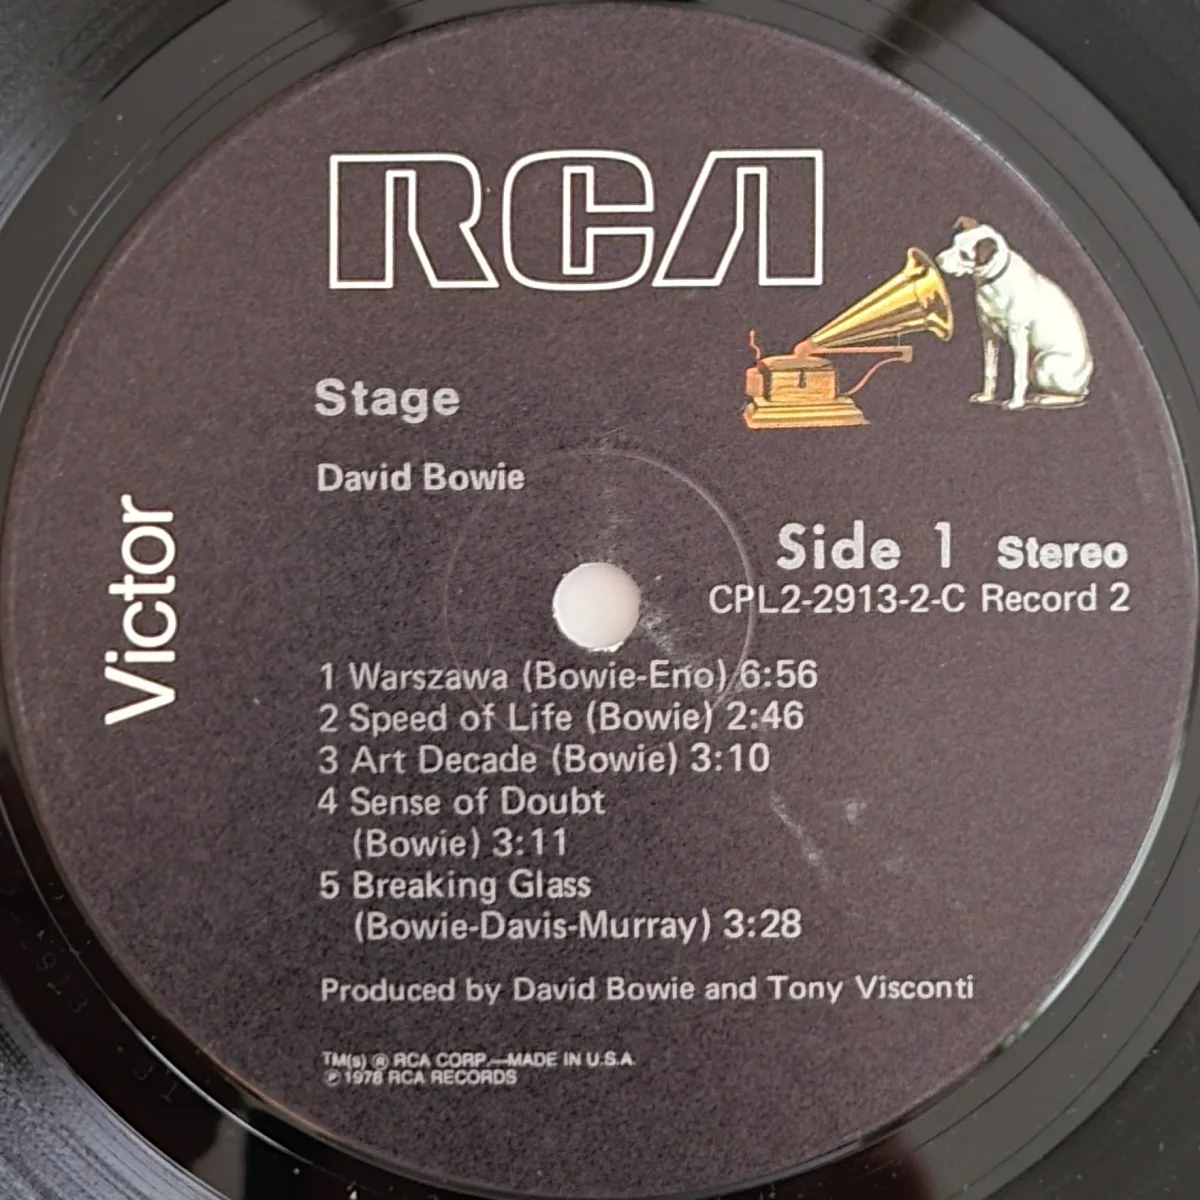 RCA
Stage
David Bowie
Victor
Side 1 Stereo
CPL2-2913-2-C Record 2
1 Warszawa (Bowie-Eno) 6:56
2 Speed of Life (Bowie) 2:46
3 Art Decade (Bowie) 3:10
4 Sense of Doubt
(Bowie) 3:11
5 Breaking Glass
(Bowie-Davis-Murray) 3:28
Produced by David Bowie and Tony Visconti
TM(s) ® RCA CORP.—MADE IN U.S.A.
℗ 1978 RCA RECORDS